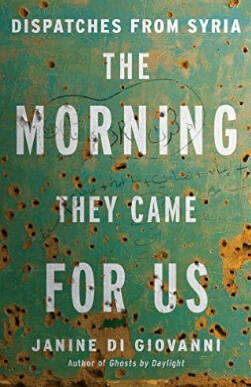 DISPATCHES FROM SYRIA
THE
MORNING
THEY CAME
FOR US
JANINE DI GIOVANNI
Author of Ghosts by Daylight